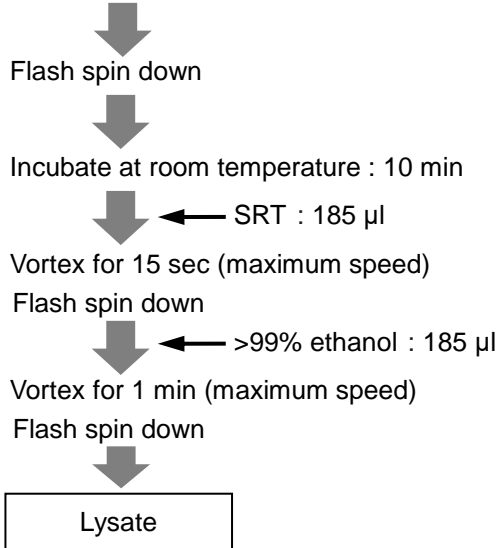 Flash spin down
Incubate at room temperature : 10 min
SRT : 185 µl
Vortex for 15 sec (maximum speed)
Flash spin down
>99% ethanol : 185 µl
Vortex for 1 min (maximum speed)
Flash spin down
Lysate